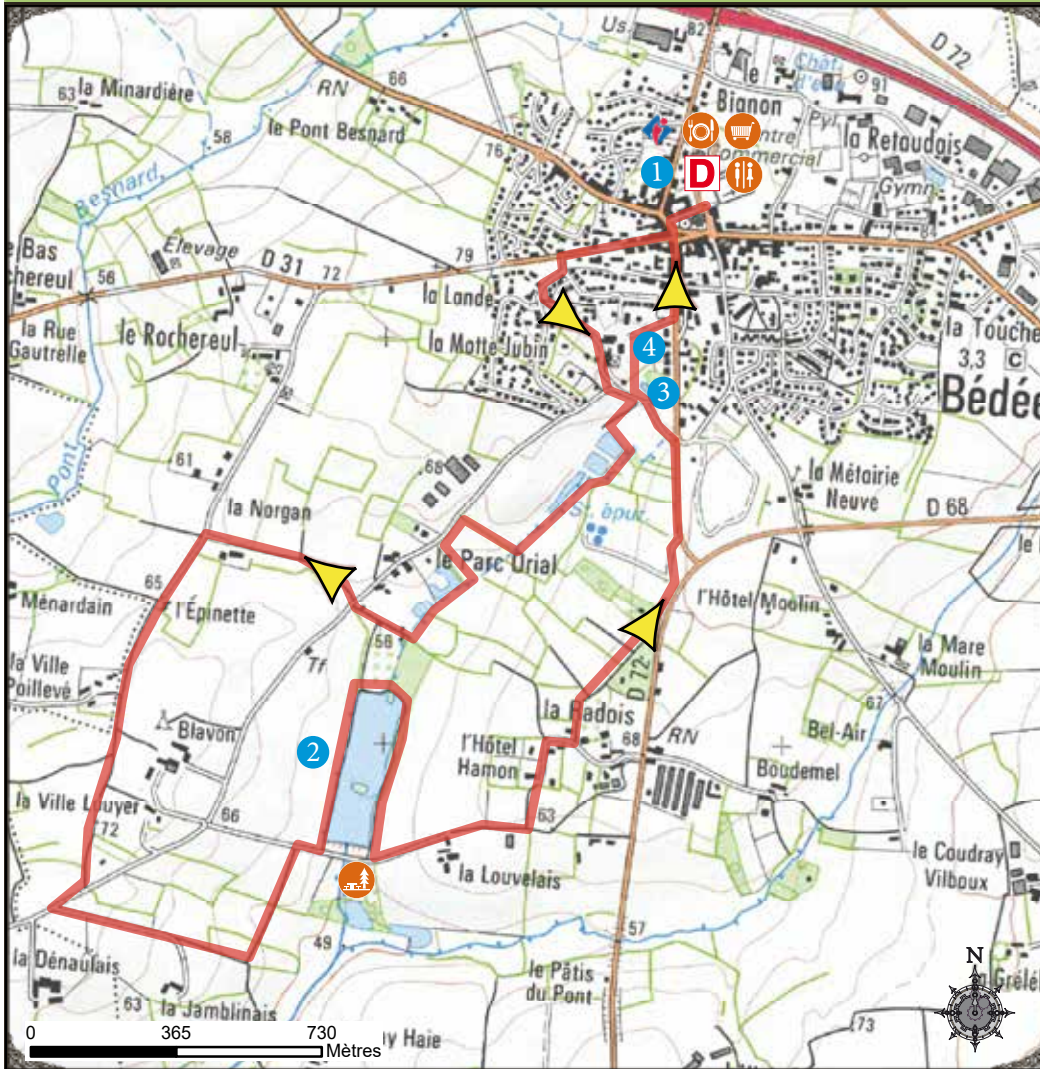 Us.
82
D 72
Chât.
d'eau
91
66
RN
63
la Minardière
58
le Pont Besnard
76
Bignon
Pyl.
la Retaudais
Centre
Commercial
1
D
Gymn.
Besnard
Élevage
D 31
72
79
le Bas
56
la Lande
la Rue
Gautrelle
le Rochereul
la Motte Jubin
4
la Touche
3,3
C
Bédée
3
61
68
Pont
la Métairie
Neuve
la Norgan
St. épur.
D 68
le Parc Orial
65
l'Épinette
l'Hôtel Moulin
Ménardain
58
la Mare
Moulin
Tf
la Ville
Poillevé
D 72
67
Blavon
la Radois
RN
Bel-Air
2
l'Hôtel
Hamon
68
Boudemel
la Ville Louyer
66
63
72
le Coudray
Vilboux
la Louvelais
57
49
la Dénaulais
le Pâtis
du Pont
N
63
la Jamblinais
73
0
365
730
Mètres
uy Haie